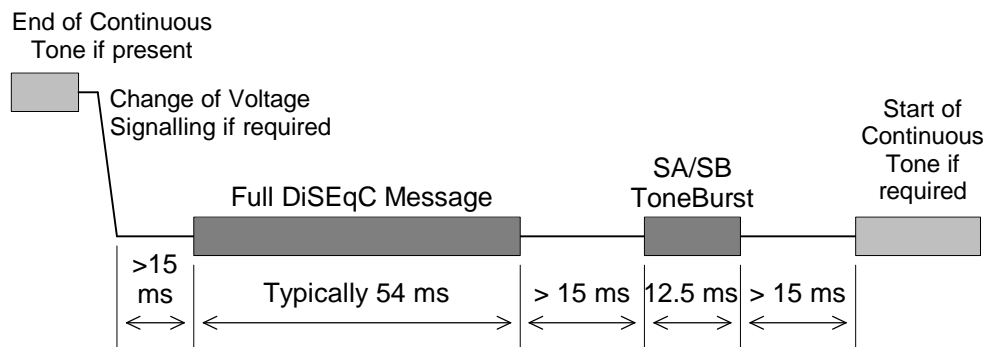 End of Continuous
Tone if present
Change of Voltage
Signalling if required
Full DiSEqC Message
SA/SB
ToneBurst
Start of
Continuous
Tone if
required
>15
ms
Typically 54 ms
> 15 ms
12.5 ms
> 15 ms